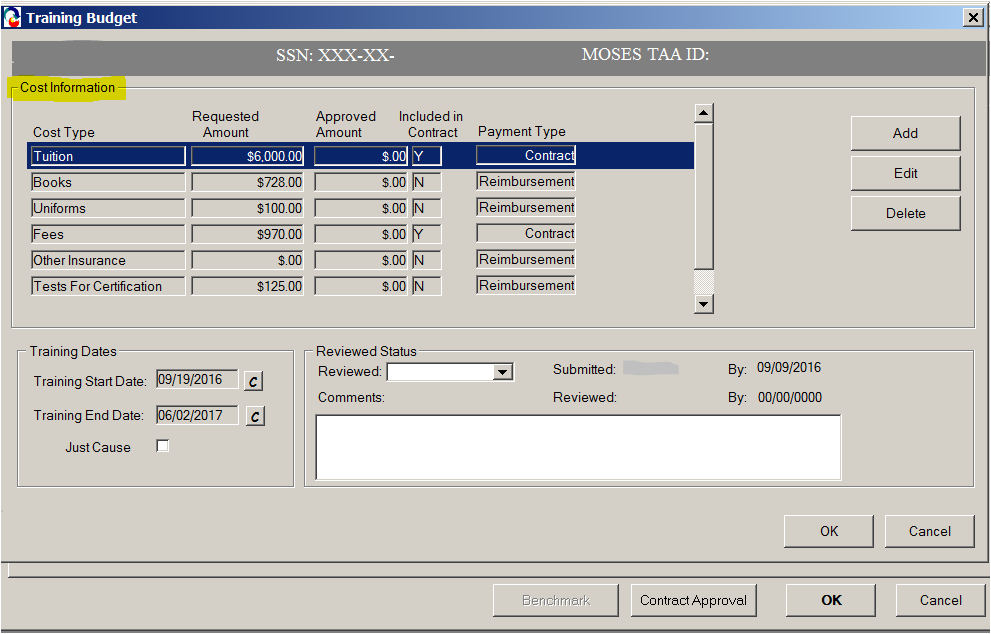 Training Budget
SSN: XXX-XX- MOSES TAA ID:
Cost Information
Requested Approved Included in
Cost Type Amount Amount Contract Payment Type
Tuition $6,000.00 $.00 Y Contract
Books $728.00 $.00 N Reimbursement
Uniforms $100.00 $.00 N Reimbursement
Fees $970.00 $.00 Y Contract
Other Insurance $.00 $.00 N Reimbursement
Tests For Certification $125.00 $.00 N Reimbursement
Add
Edit
Delete
Training Dates
Training Start Date: 09/19/2016 C
Training End Date: 06/02/2017 C
Just Cause
Reviewed Status
Reviewed: Submitted: By: 09/09/2016
Comments: Reviewed: By: 00/00/0000
OK Cancel
Benchmark Contract Approval OK Cancel